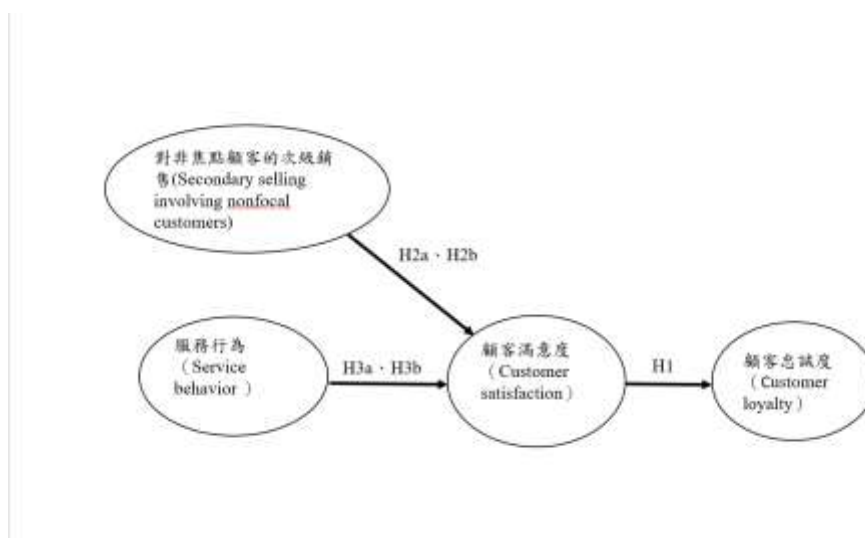 對非焦點顧客的次級銷
售(Secondary selling
involving nonfocal
customers)
H2a、H2b
服務行為
（Service
behavior）
H3a、H3b
顧客滿意度
（Customer
satisfaction）
H1
顧客忠誠度
（Customer
loyalty）